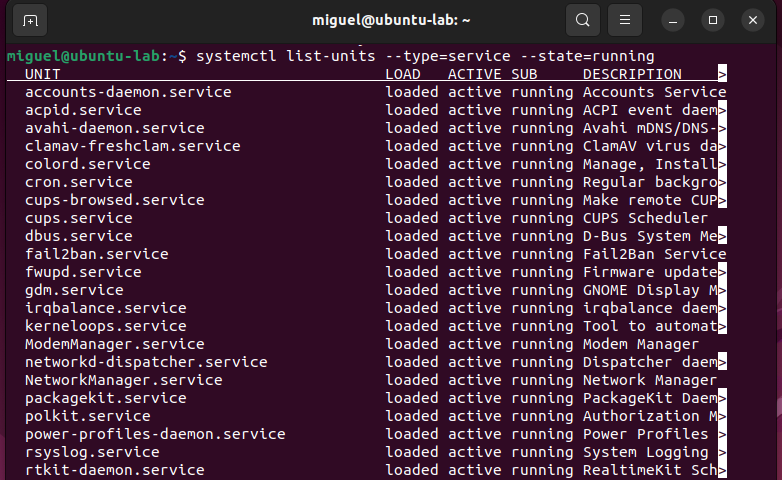 miguel@ubuntu-lab: ~
miguel@ubuntu-lab:~$ systemctl list-units --type=service --state=running
UNIT LOAD ACTIVE SUB DESCRIPTION >
accounts-daemon.service loaded active running Accounts Service
acpid.service loaded active running ACPI event daem>
avahi-daemon.service loaded active running Avahi mDNS/DNS->
clamav-freshclam.service loaded active running ClamAV virus da>
colord.service loaded active running Manage, Install>
cron.service loaded active running Regular backgro>
cups-browsed.service loaded active running Make remote CUP>
cups.service loaded active running CUPS Scheduler
dbus.service loaded active running D-Bus System Me>
fail2ban.service loaded active running Fail2Ban Service
fwupd.service loaded active running Firmware update>
gdm.service loaded active running GNOME Display M>
irqbalance.service loaded active running irqbalance daem>
kerneloops.service loaded active running Tool to automat>
ModemManager.service loaded active running Modem Manager
networkd-dispatcher.service loaded active running Dispatcher daem>
NetworkManager.service loaded active running Network Manager
packagekit.service loaded active running PackageKit Daem>
polkit.service loaded active running Authorization M>
power-profiles-daemon.service loaded active running Power Profiles >
rsyslog.service loaded active running System Logging >
rtkit-daemon.service loaded active running RealtimeKit Sch>